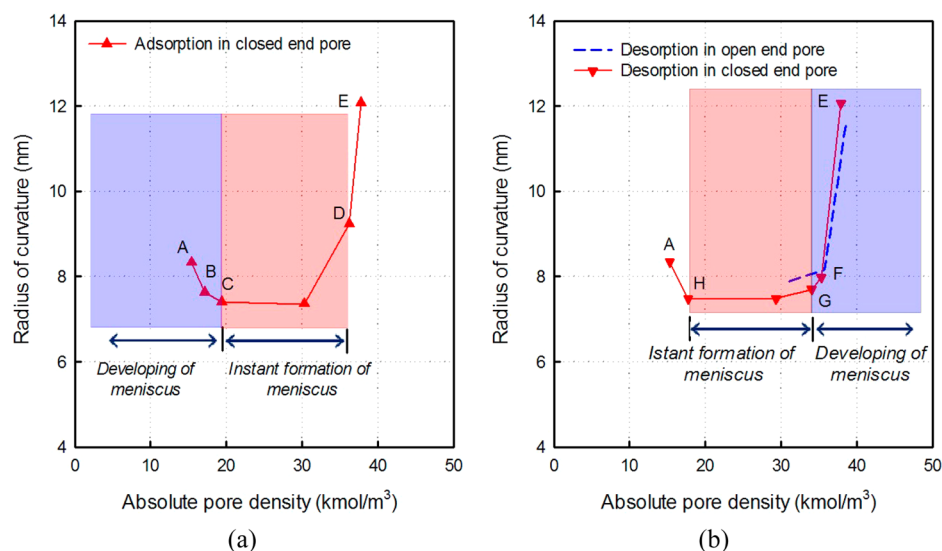 (a)
14
12
10
8
6
4
Radius of curvature (nm)
Adsorption in closed end pore
E
D
A
B
C
Developing of
meniscus
Instant formation of
meniscus
0
10
20
30
40
50
Absolute pore density (kmol/m³)
(a)
(b)
14
12
10
8
6
4
Radius of curvature (nm)
Desorption in open end pore
Desorption in closed end pore
E
A
H
F
G
Istant formation of
meniscus
Developing of
meniscus
0
10
20
30
40
50
Absolute pore density (kmol/m³)
(b)